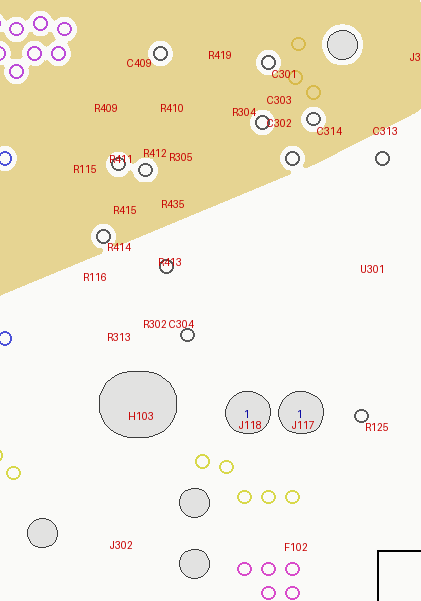 R419
J3
C409
C301
C303
R409
R410
R304
C302
C314
C313
R412
R411
R305
R115
R435
R415
R414
R413
U301
R116
R302 C304
R313
H103
1
J118
1
J117
R125
J302
F102